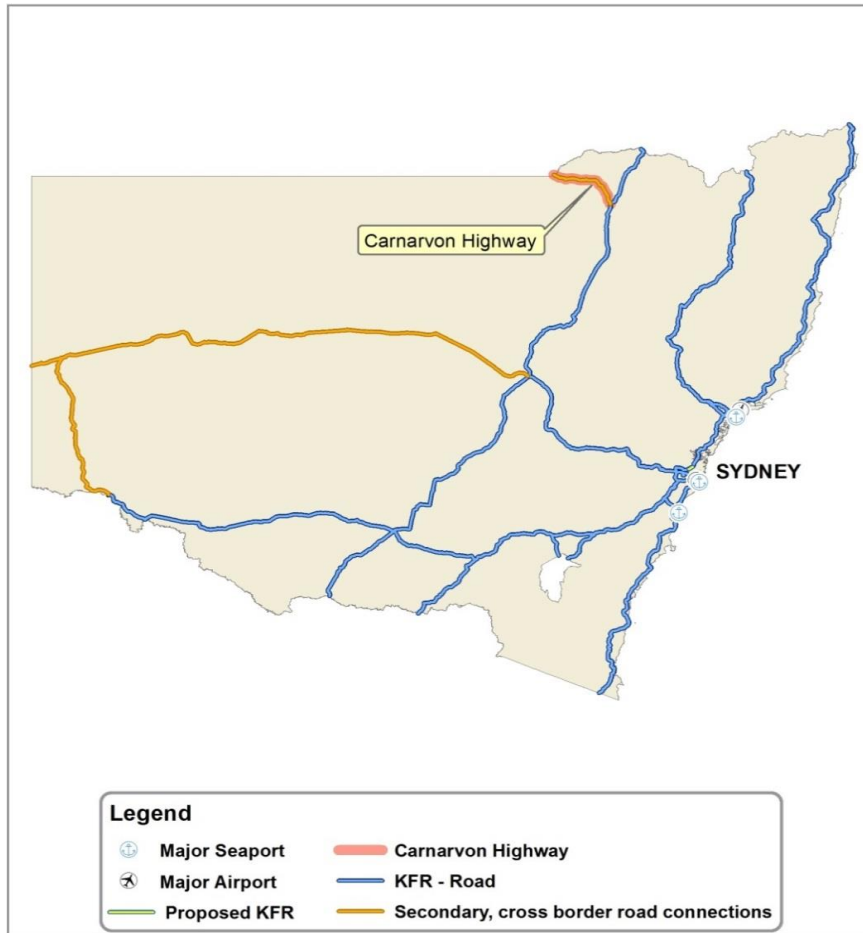 Carnarvon Highway
SYDNEY
Legend
Major Seaport
Carnarvon Highway
Major Airport
KFR - Road
Proposed KFR
Secondary, cross border road connections